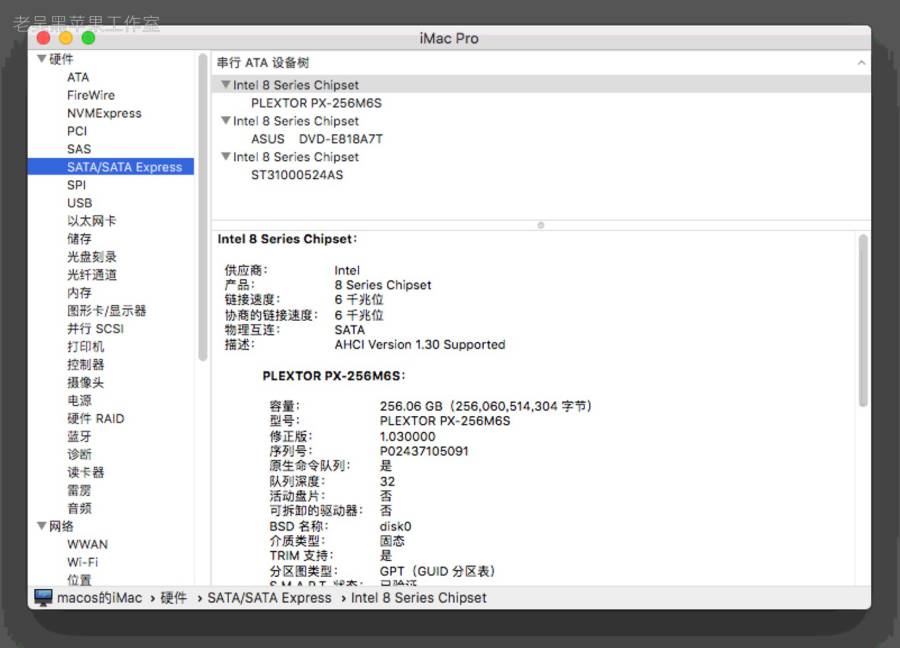 老吴黑苹果工作室
iMac Pro
硬件
ATA
FireWire
NVMExpress
PCI
SAS
SATA/SATA Express
SPI
USB
以太网卡
储存
光盘刻录
光纤通道
内存
图形卡/显示器
并行 SCSI
打印机
控制器
摄像头
电源
硬件 RAID
蓝牙
诊断
读卡器
雷雳
音频
网络
WWAN
Wi-Fi
位置
串行 ATA 设备树
Intel 8 Series Chipset
PLEXTOR PX-256M6S
Intel 8 Series Chipset
ASUS DVD-E818A7T
Intel 8 Series Chipset
ST31000524AS
Intel 8 Series Chipset:
供应商: Intel
产品: 8 Series Chipset
链接速度: 6 千兆位
协商的链接速度: 6 千兆位
物理互连: SATA
描述: AHCI Version 1.30 Supported
PLEXTOR PX-256M6S:
容量: 256.06 GB（256,060,514,304 字节）
型号: PLEXTOR PX-256M6S
修正版: 1.030000
序列号: P02437105091
原生命令队列: 是
队列深度: 32
活动盘片: 否
可拆卸的驱动器: 否
BSD 名称: disk0
介质类型: 固态
TRIM 支持: 是
分区图类型: GPT（GUID 分区表）
S.M.A.R.T. 状态: 已验证
macos的iMac › 硬件 › SATA/SATA Express › Intel 8 Series Chipset